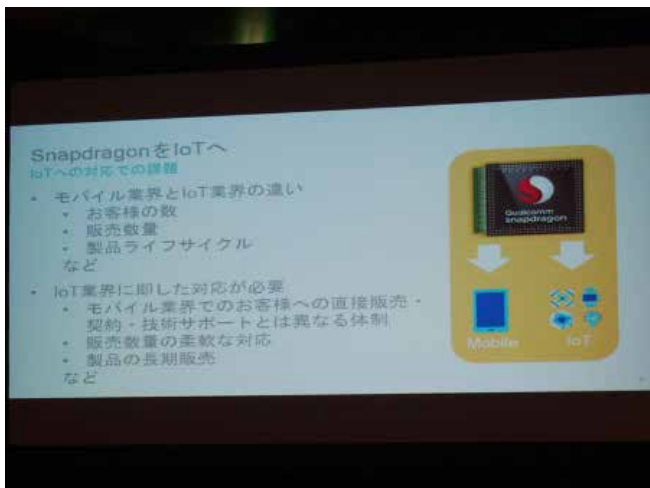 SnapdragonをIoTへ
IoTへの対応での課題
・ モバイル業界とIoT業界の違い
・ お客様の数
・ 販売数量
・ 製品ライフサイクル
など
・ IoT業界に即した対応が必要
・ モバイル業界でのお客様への直接販売・
契約・技術サポートとは異なる体制
・ 販売数量の柔軟な対応
・ 製品の長期販売
など
Qualcomm
snapdragon
Mobile
IoT